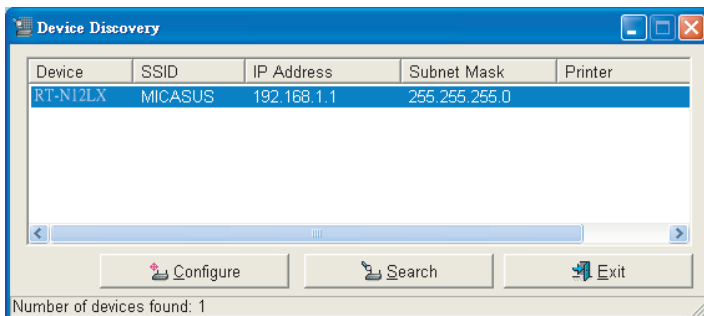 Device Discovery
Device SSID IP Address Subnet Mask Printer
RT-N12LX MICASUS 192.168.1.1 255.255.255.0
Configure Search Exit
Number of devices found: 1